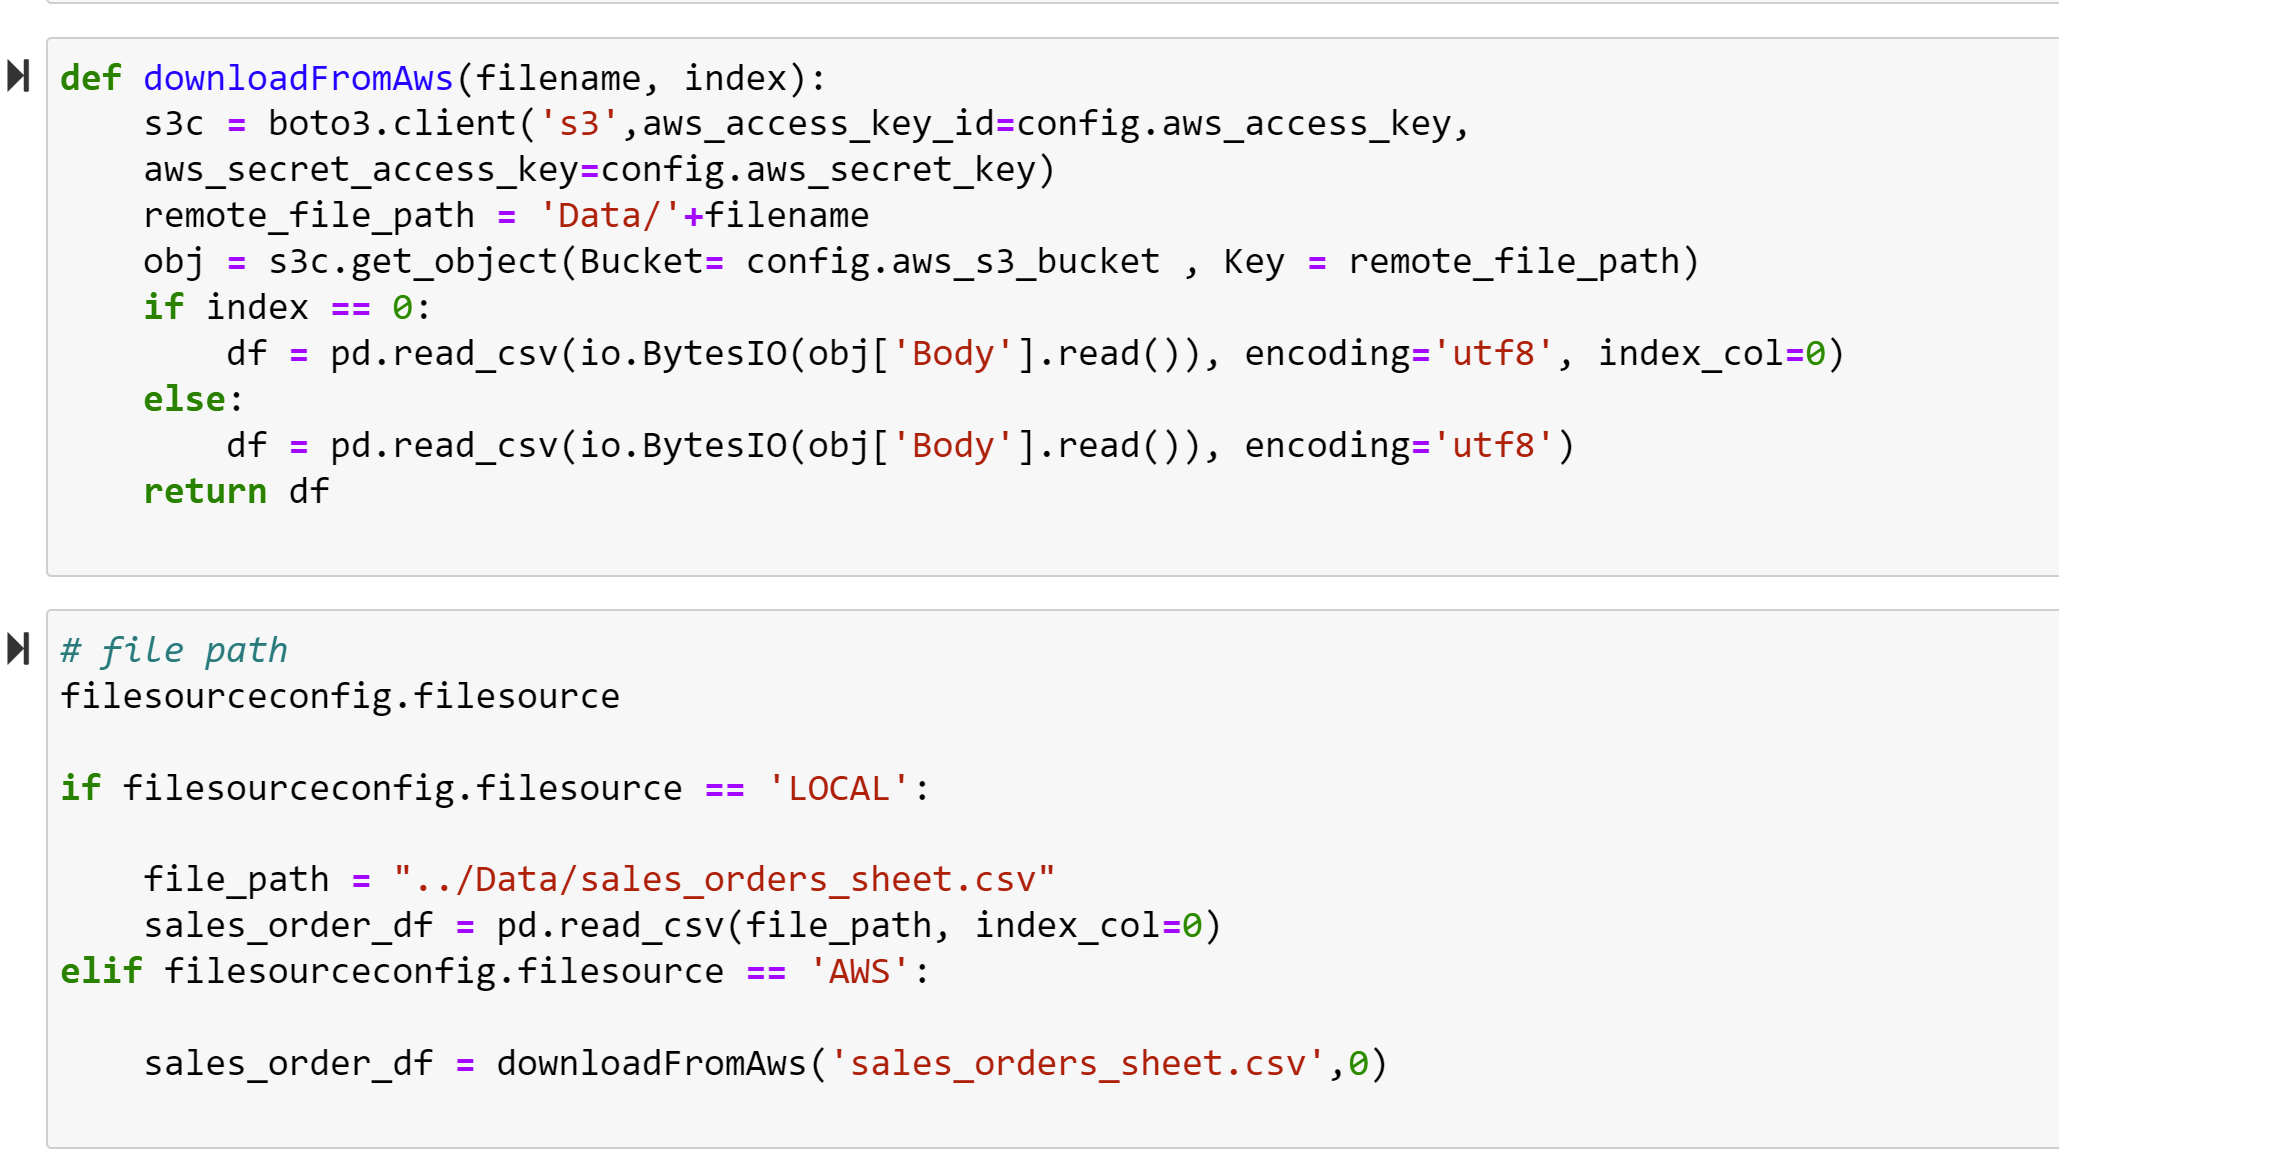 def downloadFromAws(filename, index):
    s3c = boto3.client('s3',aws_access_key_id=config.aws_access_key,
    aws_secret_access_key=config.aws_secret_key)
    remote_file_path = 'Data/'+filename
    obj = s3c.get_object(Bucket= config.aws_s3_bucket , Key = remote_file_path)
    if index == 0:
        df = pd.read_csv(io.BytesIO(obj['Body'].read()), encoding='utf8', index_col=0)
    else:
        df = pd.read_csv(io.BytesIO(obj['Body'].read()), encoding='utf8')
    return df
# file path
filesourceconfig.filesource
if filesourceconfig.filesource == 'LOCAL':
    file_path = "../Data/sales_orders_sheet.csv"
    sales_order_df = pd.read_csv(file_path, index_col=0)
elif filesourceconfig.filesource == 'AWS':
    sales_order_df = downloadFromAws('sales_orders_sheet.csv',0)